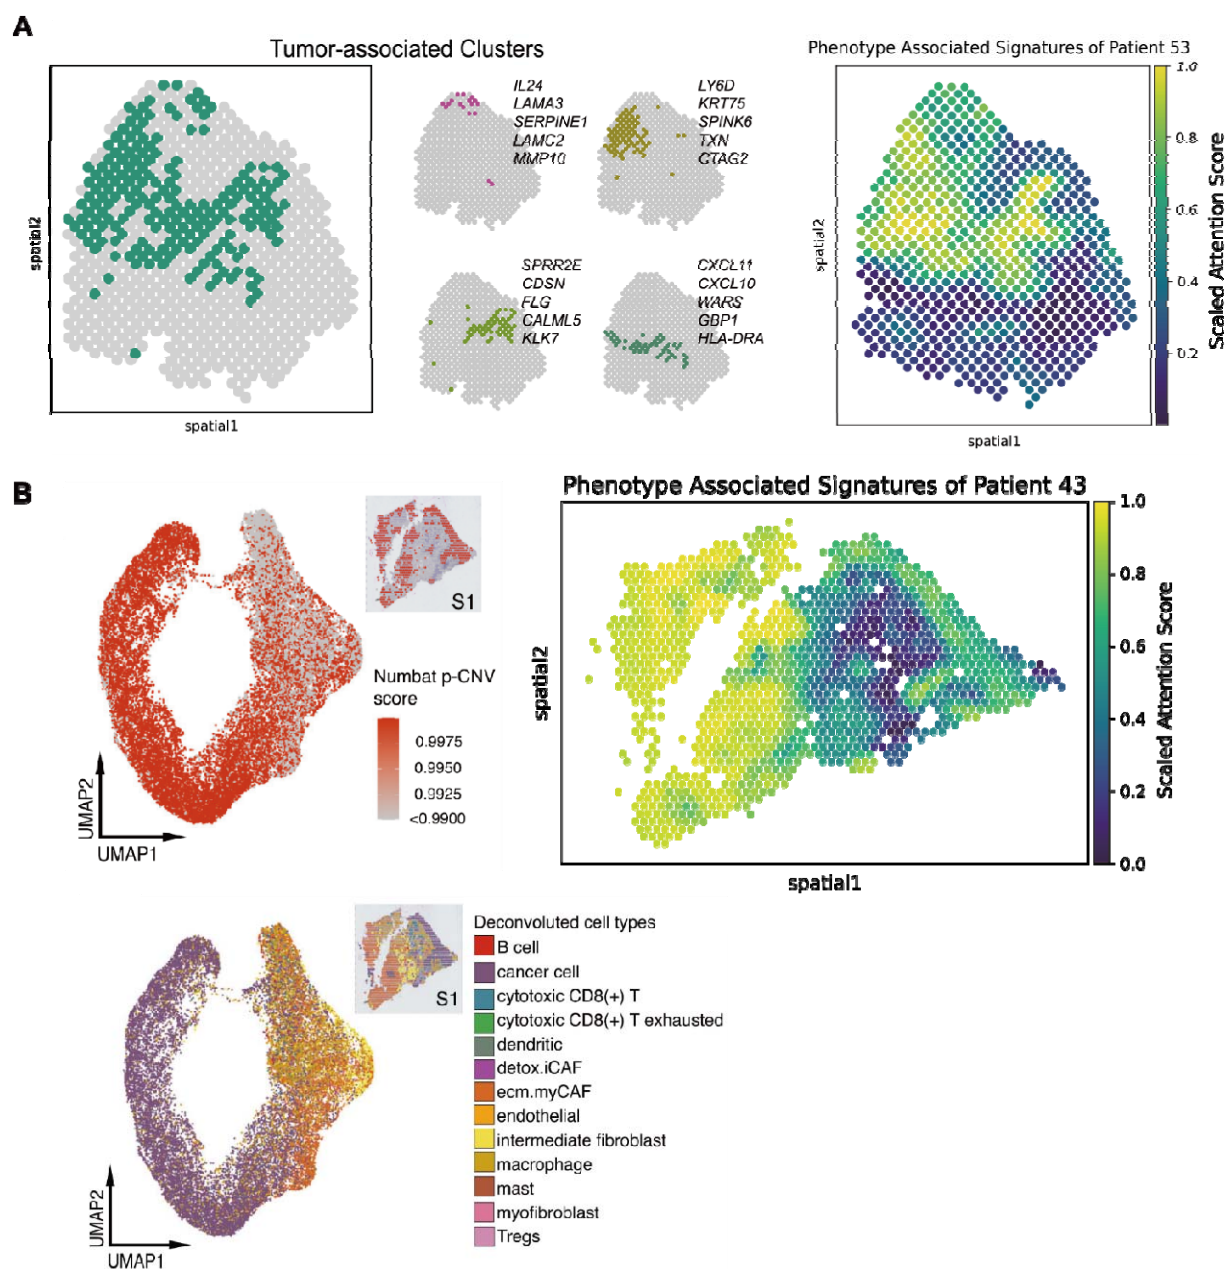 A
Tumor-associated Clusters
spatial2
spatial1
IL24
LAMA3
SERPINE1
LAMC2
MMP10
LY6D
KRT75
SPINK6
TXN
CTAG2
SPRR2E
CDSN
FLG
CALML5
KLK7
CXCL11
CXCL10
WARS
GBP1
HLA-DRA
Phenotype Associated Signatures of Patient 53
spatial2
spatial1
1.0
0.8
0.6
0.4
0.2
Scaled Attention Score
B
S1
Numbat p-CNV
score
0.9975
0.9950
0.9925
<0.9900
UMAP2
UMAP1
Phenotype Associated Signatures of Patient 43
spatial2
spatial1
1.0
0.8
0.6
0.4
0.2
0.0
Scaled Attention Score
S1
UMAP2
UMAP1
Deconvoluted cell types
B cell
cancer cell
cytotoxic CD8(+) T
cytotoxic CD8(+) T exhausted
dendritic
detox.iCAF
ecm.myCAF
endothelial
intermediate fibroblast
macrophage
mast
myofibroblast
Tregs